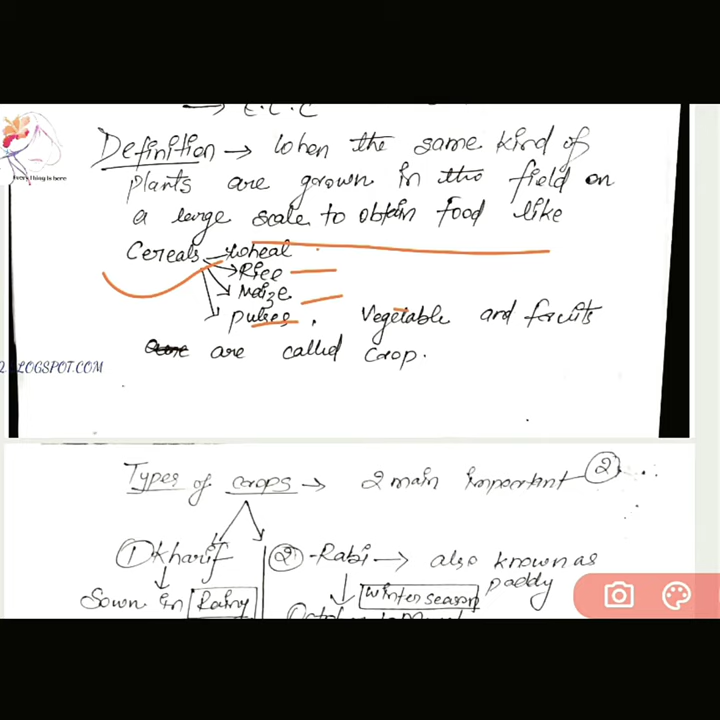 → E.C.C
Definition → When the same kind of
plants are grown in the field on
a large scale to obtain food like
Cereals → Wheat
→ Rice
→ Maize
→ pulses, Vegetable and fruits
are called Crop.
LOGSPOT.COM
Types of crops → 2 main important 2
① Kharif ② Rabi → also known as
paddy
Sown in Rainy Winter season